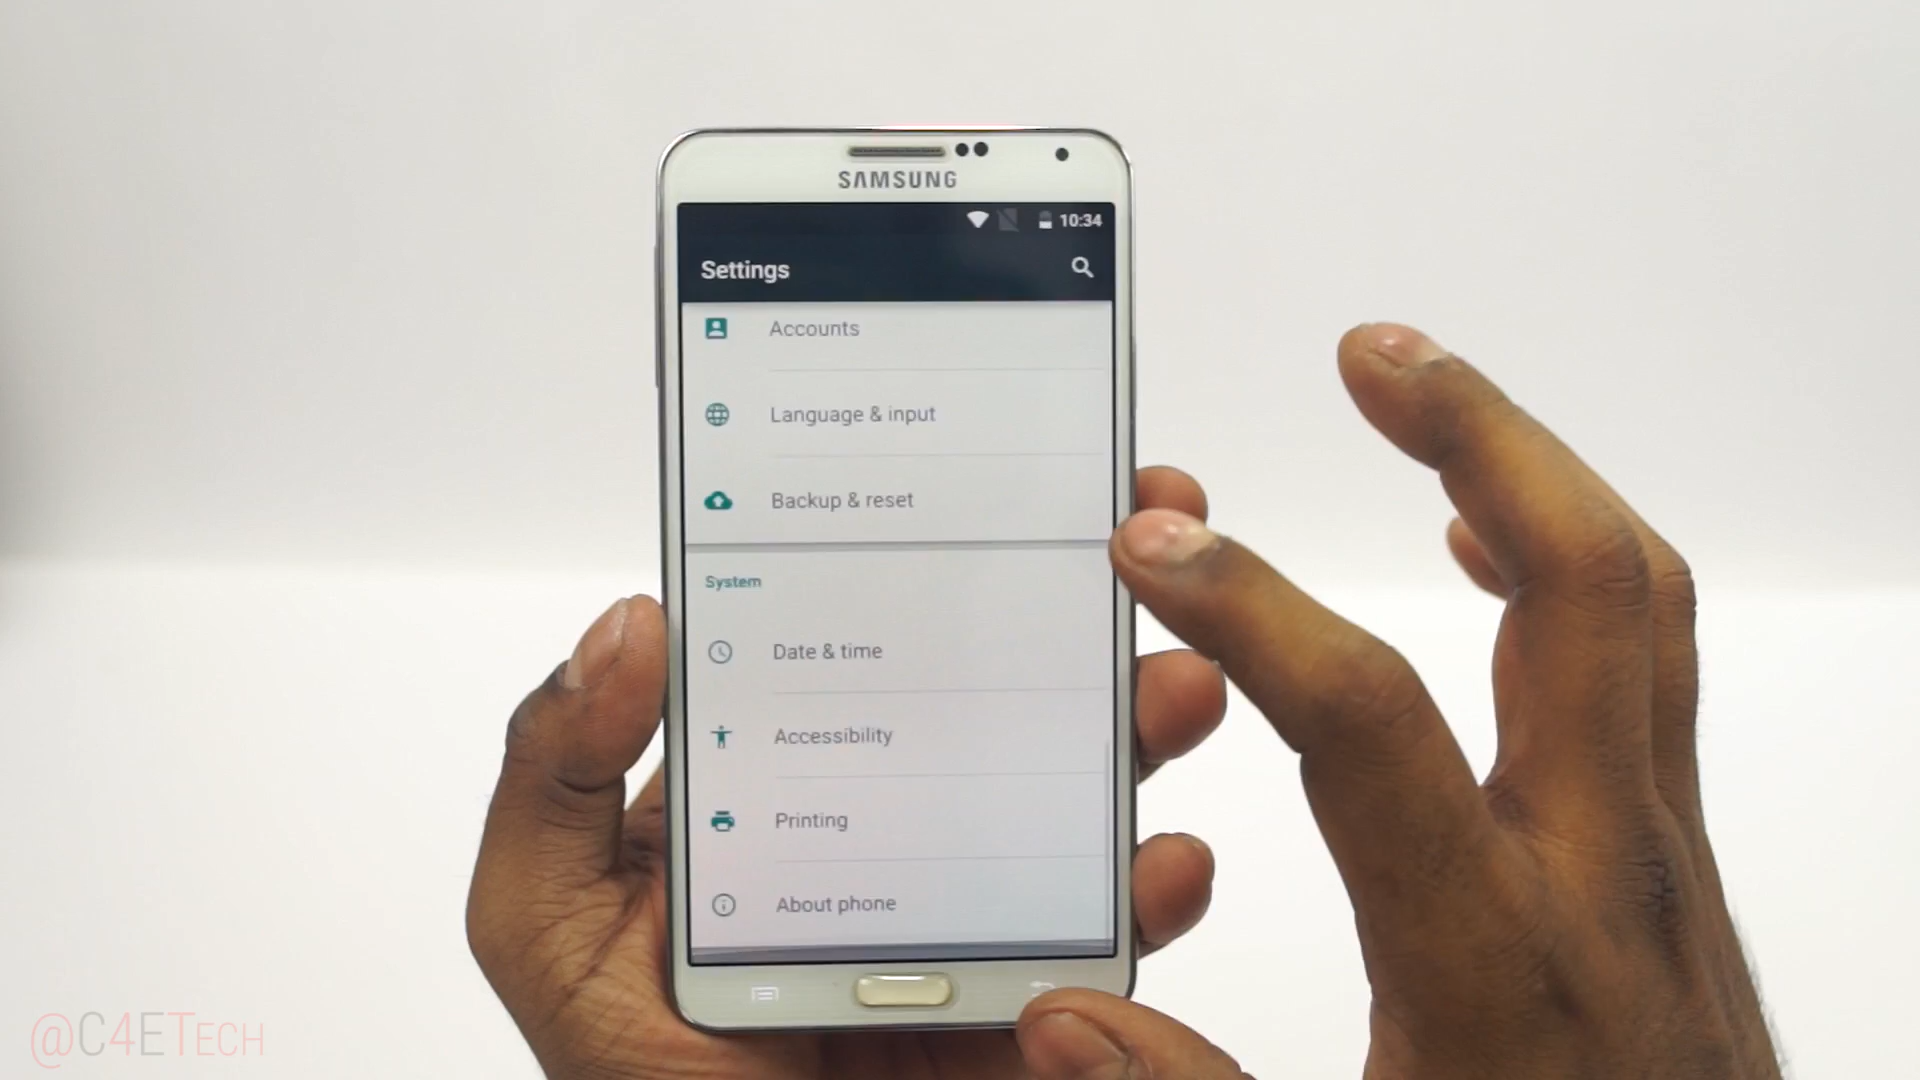 SAMSUNG
10:34
Settings
Accounts
Language & input
Backup & reset
System
Date & time
Accessibility
Printing
About phone
@C4ETech